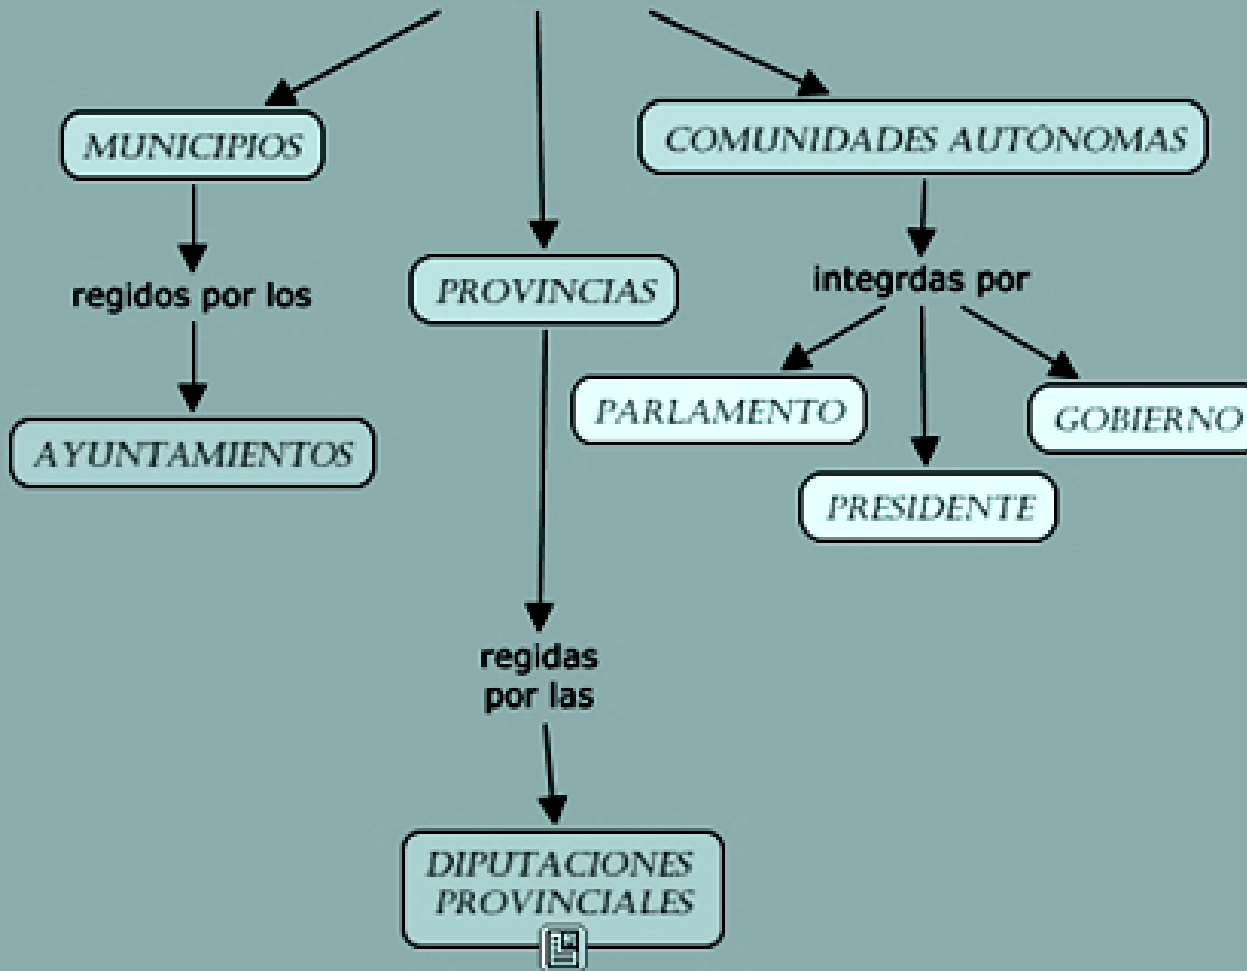 MUNICIPIOS
regidos por los
AYUNTAMIENTOS
PROVINCIAS
regidas
por las
DIPUTACIONES
PROVINCIALES
COMUNIDADES AUTÓNOMAS
integrdas por
PARLAMENTO
PRESIDENTE
GOBIERNO